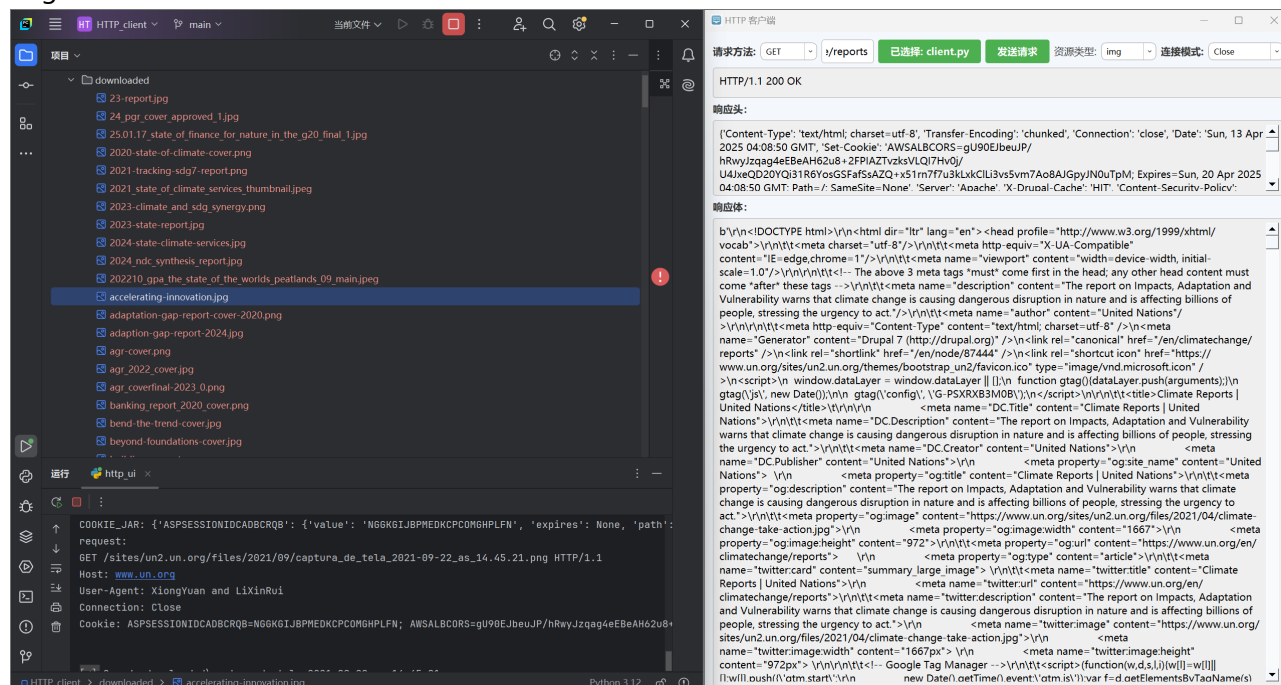 HT HTTP_client main 当前文件
项目
downloaded
23-report.jpg
24_pgr_cover_approved_1.jpg
25.01.17_state_of_finance_for_nature_in_the_g20_final_1.jpg
2020-state-of-climate-cover.png
2021-tracking-sdg7-report.png
2021_state_of_climate_services_thumbnail.jpeg
2023-climate_and_sdg_synergy.png
2023-state-report.jpg
2024-state-climate-services.jpg
2024_ndc_synthesis_report.jpg
202210_gpa_the_state_of_the_worlds_peatlands_09_main.jpeg
accelerating-innovation.jpg
adaptation-gap-report-cover-2020.png
adaption-gap-report-2024.jpg
agr-cover.png
agr_2022_cover.jpg
agr_coverfinal-2023_0.png
banking_report_2020_cover.png
bend-the-trend-cover.jpg
beyond-foundations-cover.jpg
运行 http_ui
COOKIE_JAR: {'ASPSESSIONIDCADBCRQB': {'value': 'NGGKGIJBPMEDKCPCOMGHPLFN', 'expires': None, 'path':
request:
GET /sites/un2.un.org/files/2021/09/captura_de_tela_2021-09-22_as_14.45.21.png HTTP/1.1
Host: www.un.org
User-Agent: XiongYuan and LiXinRui
Connection: Close
Cookie: ASPSESSIONIDCADBCRQB=NGGKGIJBPMEDKCPCOMGHPLFN; AWSALBCORS=gU90EJbeuJP/hRwyJzqag4eEBeAH62u8+
HTTP_client > downloaded > accelerating-innovation.jpg Python 3.12
HTTP 客户端
请求方法: GET :/reports 已选择: client.py 发送请求 资源类型: img 连接模式: Close
HTTP/1.1 200 OK
响应头:
{'Content-Type': 'text/html; charset=utf-8', 'Transfer-Encoding': 'chunked', 'Connection': 'close', 'Date': 'Sun, 13 Apr
2025 04:08:50 GMT', 'Set-Cookie': 'AWSALBCORS=gU90EJbeuJP/
hRwyJzqag4eEBeAH62u8+2FPIAZTvzksVLQI7Hv0j/
U4JxeQD20YQi31R6YosGSFafSsAZQ+x51rn7f7u3kLxkClLi3vs5vm7Ao8AJGpyJN0uTpM; Expires=Sun, 20 Apr 2025
04:08:50 GMT; Path=/; SameSite=None', 'Server': 'Apache', 'X-Drupal-Cache': 'HIT', 'Content-Security-Policy':
响应体:
b'\r\n<!DOCTYPE html>\r\n<html dir="ltr" lang="en"><head profile="http://www.w3.org/1999/xhtml/
vocab">\r\n\t\t<meta charset="utf-8"/>\r\n\t\t<meta http-equiv="X-UA-Compatible"
content="IE=edge,chrome=1"/>\r\n\t\t<meta name="viewport" content="width=device-width, initial-
scale=1.0"/>\r\n\r\n\t\t<!-- The above 3 meta tags *must* come first in the head; any other head content must
come *after* these tags -->\r\n\t\t<meta name="description" content="The report on Impacts, Adaptation and
Vulnerability warns that climate change is causing dangerous disruption in nature and is affecting billions of
people, stressing the urgency to act."/>\r\n\t\t<meta name="author" content="United Nations"/
>\r\n\r\n\t\t<meta http-equiv="Content-Type" content="text/html; charset=utf-8" />\n<meta
name="Generator" content="Drupal 7 (http://drupal.org)" />\n<link rel="canonical" href="/en/climatechange/
reports" />\n<link rel="shortlink" href="/en/node/87444" />\n<link rel="shortcut icon" href="https://
www.un.org/sites/un2.un.org/themes/bootstrap_un2/favicon.ico" type="image/vnd.microsoft.icon" /
>\n<script>\n window.dataLayer = window.dataLayer || [];\n function gtag(){dataLayer.push(arguments);}\n
gtag(\'js\', new Date());\n\n gtag(\'config\', \'G-PSXRXB3M0B\');\n</script>\n\r\n\t\t<title>Climate Reports |
United Nations</title>\t\r\n\r\n <meta name="DC.Title" content="Climate Reports | United
Nations">\r\n\t\t<meta name="DC.Description" content="The report on Impacts, Adaptation and Vulnerability
warns that climate change is causing dangerous disruption in nature and is affecting billions of people, stressing
the urgency to act.">\r\n\t\t<meta name="DC.Creator" content="United Nations">\r\n <meta
name="DC.Publisher" content="United Nations">\r\n <meta property="og:site_name" content="United
Nations"> \r\n <meta property="og:title" content="Climate Reports | United Nations">\r\n\t\t<meta
property="og:description" content="The report on Impacts, Adaptation and Vulnerability warns that climate
change is causing dangerous disruption in nature and is affecting billions of people, stressing the urgency to
act.">\r\n\t\t<meta property="og:image" content="https://www.un.org/sites/un2.un.org/files/2021/04/climate-
change-take-action.jpg">\r\n <meta property="og:image:width" content="1667">\r\n <meta
property="og:image:height" content="972">\r\n\t\t<meta property="og:url" content="https://www.un.org/en/
climatechange/reports"> \r\n <meta property="og:type" content="article">\r\n\t\t<meta
name="twitter:card" content="summary_large_image"> \r\n\t\t<meta name="twitter:title" content="Climate
Reports | United Nations">\r\n <meta name="twitter:url" content="https://www.un.org/en/
climatechange/reports">\r\n\t\t<meta name="twitter:description" content="The report on Impacts, Adaptation
and Vulnerability warns that climate change is causing dangerous disruption in nature and is affecting billions of
people, stressing the urgency to act.">\r\n <meta name="twitter:image" content="https://www.un.org/
sites/un2.un.org/files/2021/04/climate-change-take-action.jpg">\r\n <meta
name="twitter:image:width" content="1667px"> \r\n <meta name="twitter:image:height"
content="972px"> \r\n\r\n\t\t<!-- Google Tag Manager -->\r\n\t\t<script>(function(w,d,s,l,i){w[l]=w[l]||
[];w[l].push({\'gtm.start\':\r\n new Date().getTime(),event:\'gtm.js\'});var f=d.getElementsByTagName(s)